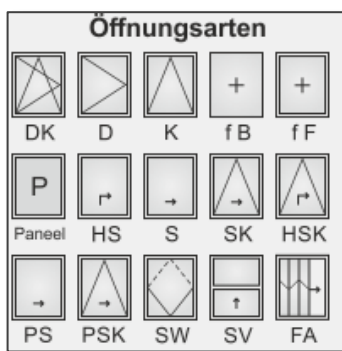 Öffnungsarten
DK D K f B f F
P
Paneel HS S SK HSK
PS PSK SW SV FA